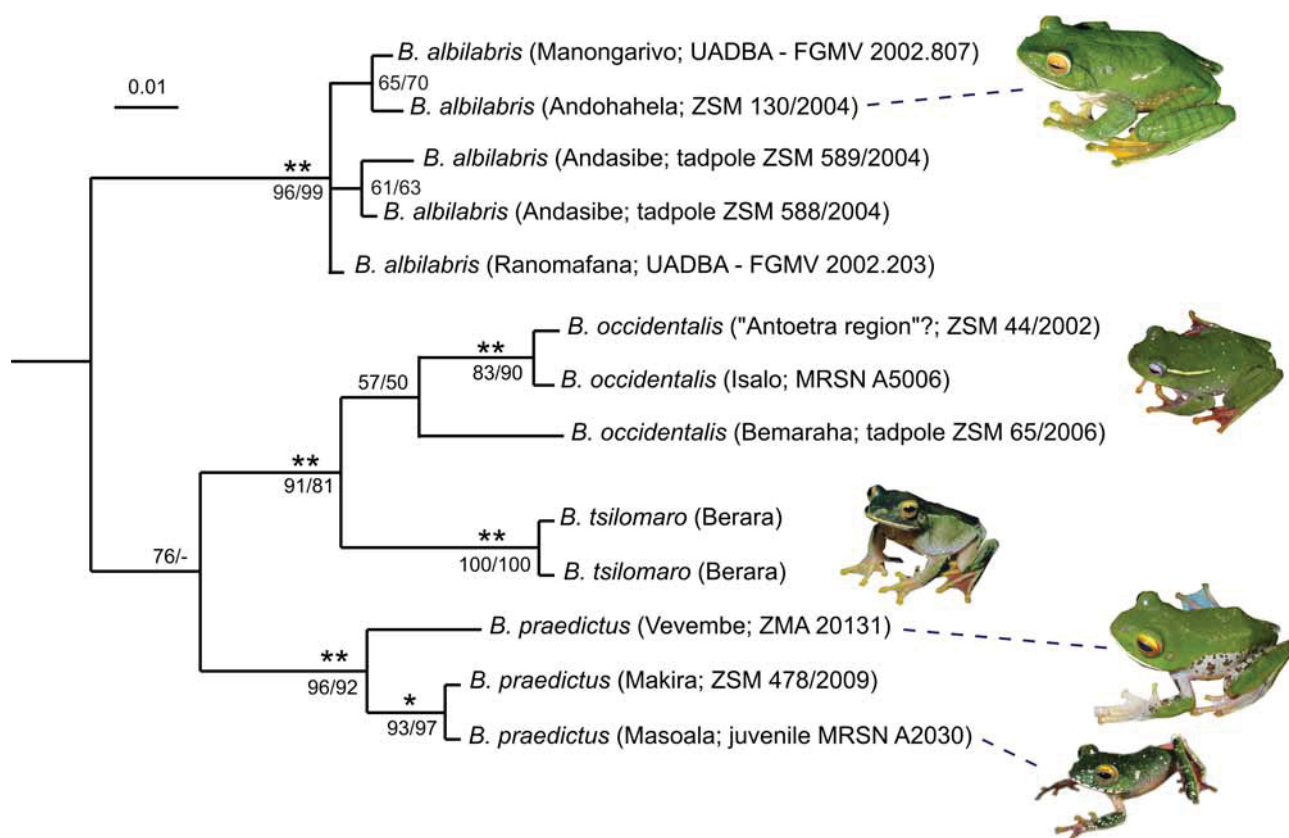 B. albilabris (Manongarivo; UADBA - FGMV 2002.807)
0.01
65/70
B. albilabris (Andohahela; ZSM 130/2004)
**
B. albilabris (Andasibe; tadpole ZSM 589/2004)
96/99
61/63
B. albilabris (Andasibe; tadpole ZSM 588/2004)
B. albilabris (Ranomafana; UADBA - FGMV 2002.203)
B. occidentalis ("Antoetra region"?; ZSM 44/2002)
**
83/90
57/50
B. occidentalis (Isalo; MRSN A5006)
B. occidentalis (Bemaraha; tadpole ZSM 65/2006)
**
91/81
B. tsilomaro (Berara)
**
100/100
76/-
B. tsilomaro (Berara)
B. praedictus (Vevembe; ZMA 20131)
**
96/92
B. praedictus (Makira; ZSM 478/2009)
*
93/97
B. praedictus (Masoala; juvenile MRSN A2030)